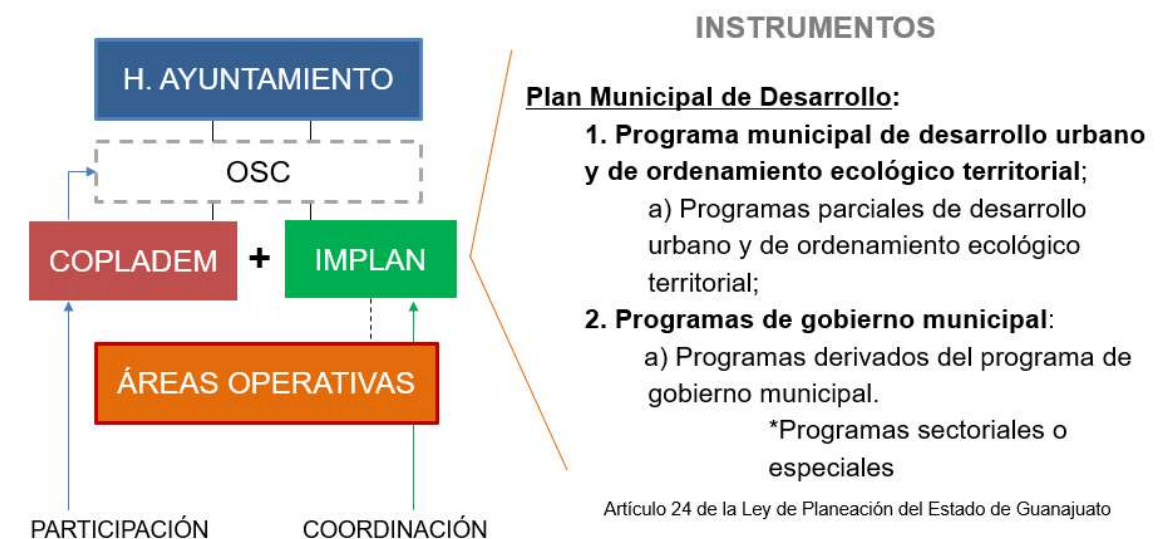 H. AYUNTAMIENTO
OSC
COPLADEM
+
IMPLAN
ÁREAS OPERATIVAS
PARTICIPACIÓN
COORDINACIÓN
INSTRUMENTOS
Plan Municipal de Desarrollo:
1. Programa municipal de desarrollo urbano
y de ordenamiento ecológico territorial;
a) Programas parciales de desarrollo
urbano y de ordenamiento ecológico
territorial;
2. Programas de gobierno municipal:
a) Programas derivados del programa de
gobierno municipal.
*Programas sectoriales o
especiales
Artículo 24 de la Ley de Planeación del Estado de Guanajuato